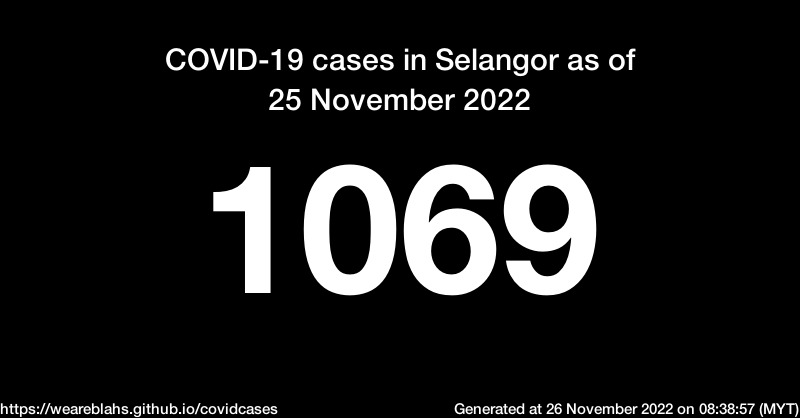 COVID-19 cases in Selangor as of
25 November 2022
1069
https://weareblahs.github.io/covidcases
Generated at 26 November 2022 on 08:38:57 (MYT)